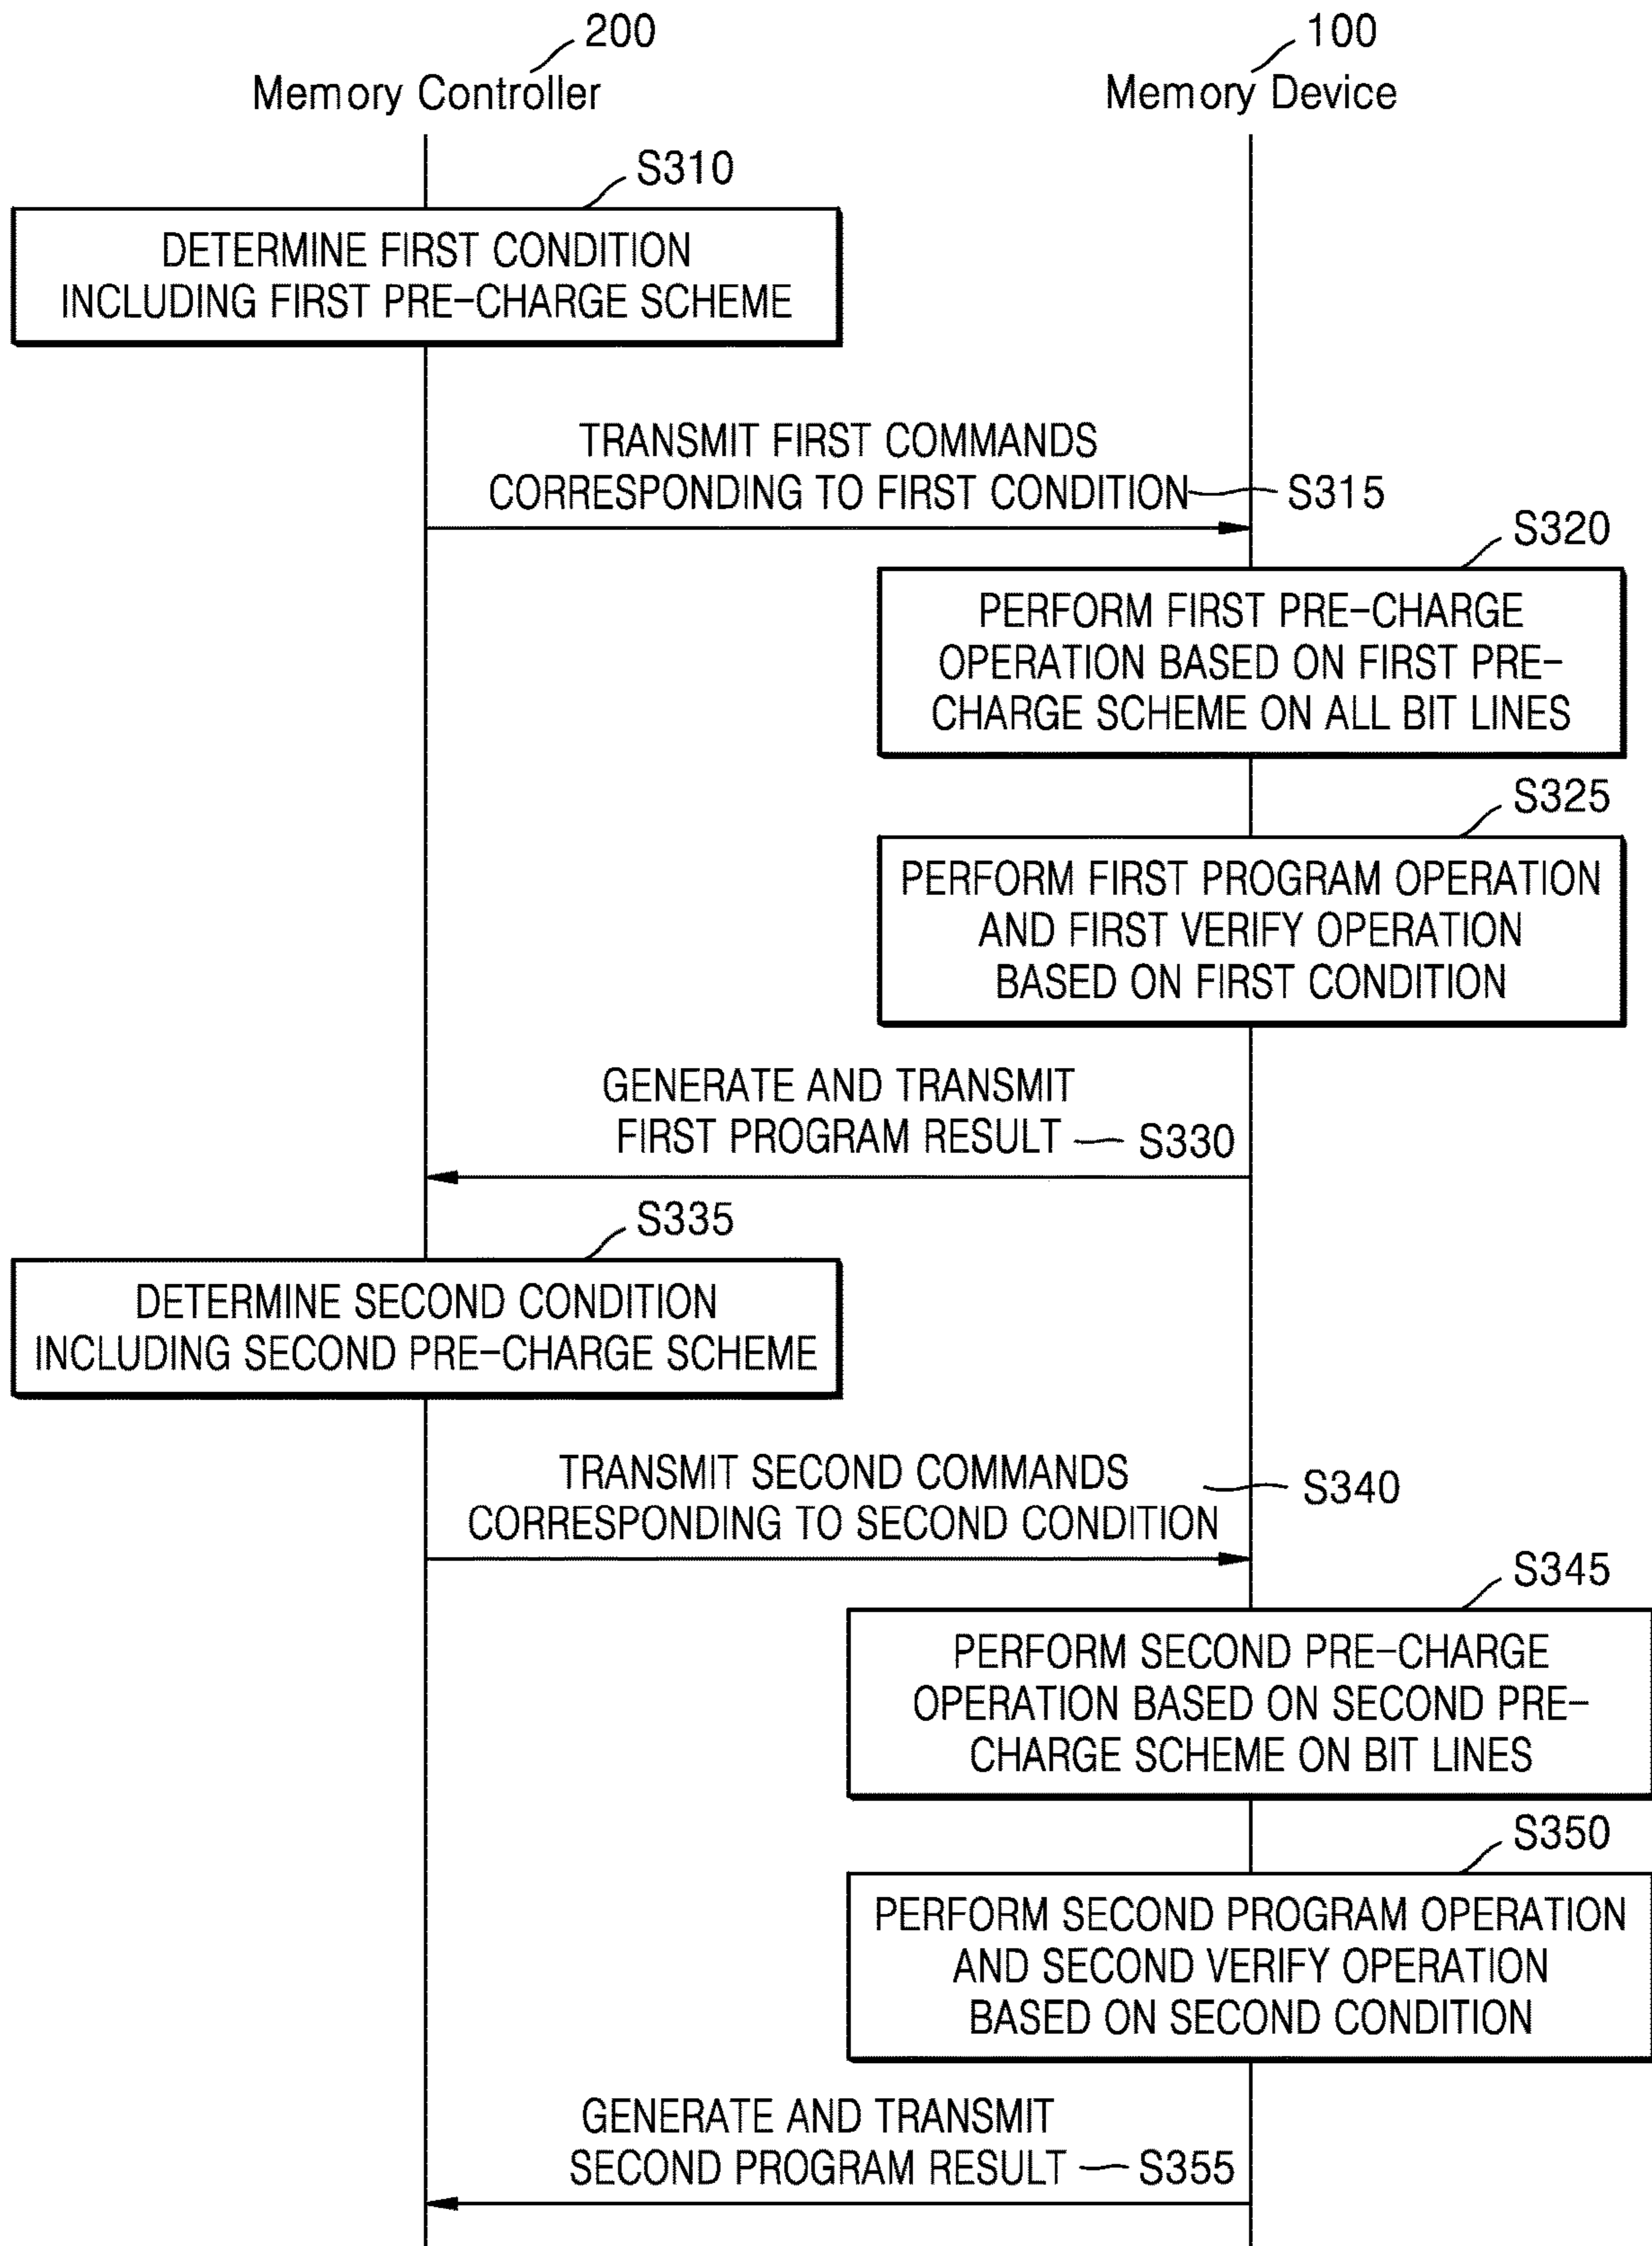 200
100
Memory Controller
Memory Device
S310
DETERMINE FIRST CONDITION
INCLUDING FIRST PRE-CHARGE SCHEME
TRANSMIT FIRST COMMANDS
CORRESPONDING TO FIRST CONDITION
S315
S320
PERFORM FIRST PRE-CHARGE
OPERATION BASED ON FIRST PRE-
CHARGE SCHEME ON ALL BIT LINES
S325
PERFORM FIRST PROGRAM OPERATION
AND FIRST VERIFY OPERATION
BASED ON FIRST CONDITION
GENERATE AND TRANSMIT
FIRST PROGRAM RESULT
S330
S335
DETERMINE SECOND CONDITION
INCLUDING SECOND PRE-CHARGE SCHEME
TRANSMIT SECOND COMMANDS
CORRESPONDING TO SECOND CONDITION
S340
S345
PERFORM SECOND PRE-CHARGE
OPERATION BASED ON SECOND PRE-
CHARGE SCHEME ON BIT LINES
S350
PERFORM SECOND PROGRAM OPERATION
AND SECOND VERIFY OPERATION
BASED ON SECOND CONDITION
GENERATE AND TRANSMIT
SECOND PROGRAM RESULT
S355